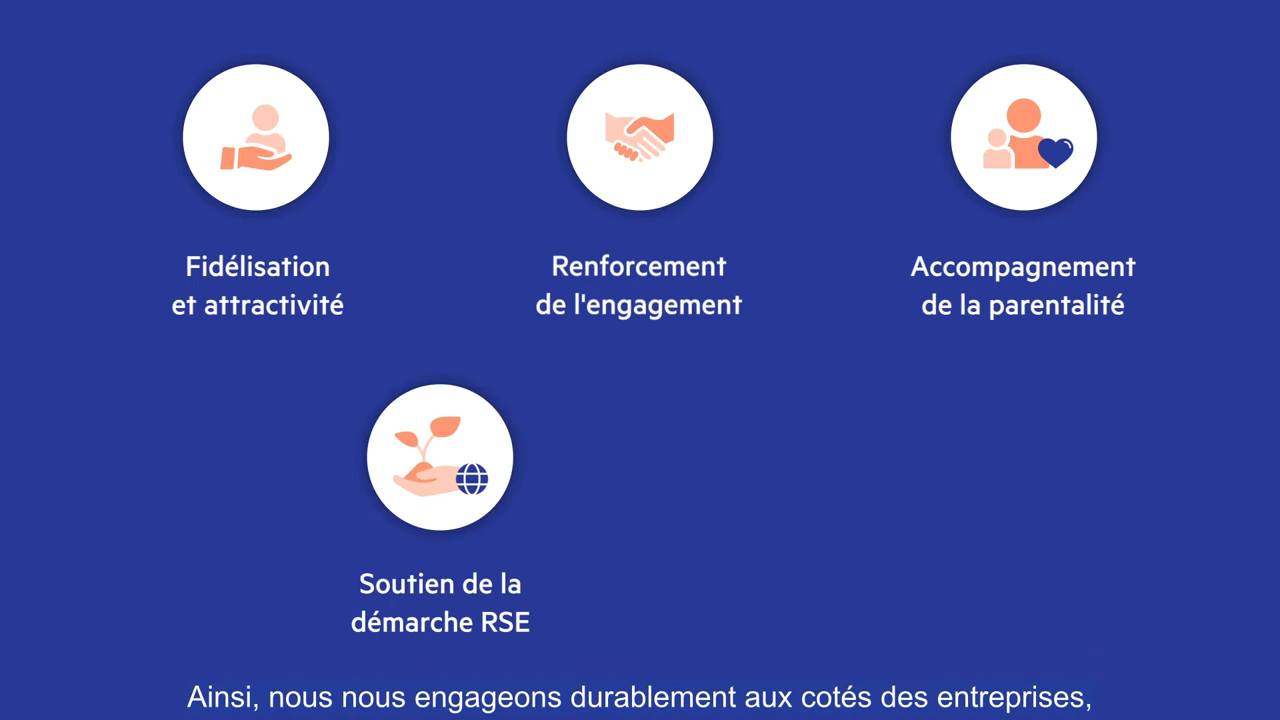 Fidélisation
et attractivité
Renforcement
de l'engagement
Accompagnement
de la parentalité
Soutien de la
démarche RSE
Ainsi, nous nous engageons durablement aux cotés des entreprises,